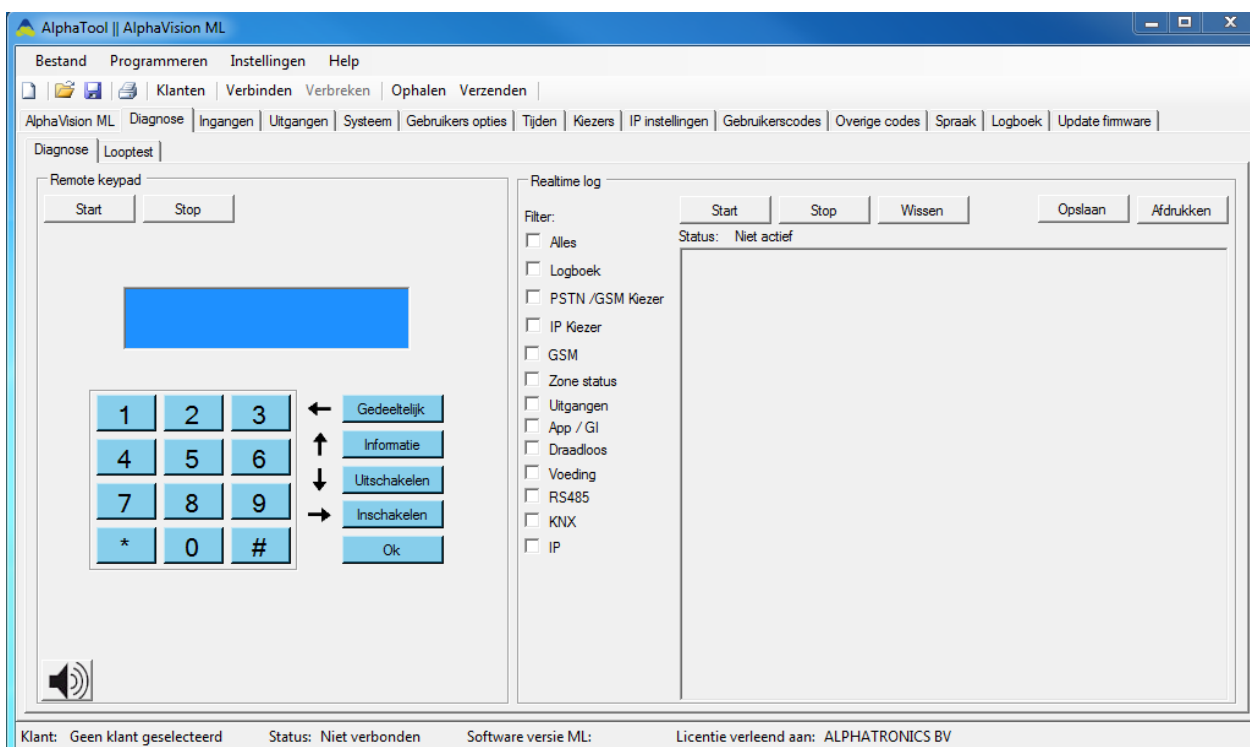 AlphaTool || AlphaVision ML
Bestand Programmeren Instellingen Help
Klanten Verbinden Verbreken Ophalen Verzenden
AlphaVision ML Diagnose Ingangen Uitgangen Systeem Gebruikers opties Tijden Kiezers IP instellingen Gebruikerscodes Overige codes Spraak Logboek Update firmware
Diagnose Looptest
Remote keypad
Start Stop
1 2 3 Gedeeltelijk
Informatie
4 5 6
Uitschakelen
7 8 9 Inschakelen
* 0 # Ok
Realtime log
Filter:
Start Stop Wissen Opslaan Afdrukken
Status: Niet actief
Alles
Logboek
PSTN /GSM Kiezer
IP Kiezer
GSM
Zone status
Uitgangen
App / GI
Draadloos
Voeding
RS485
KNX
IP
Klant: Geen klant geselecteerd Status: Niet verbonden Software versie ML: Licentie verleend aan: ALPHATRONICS BV